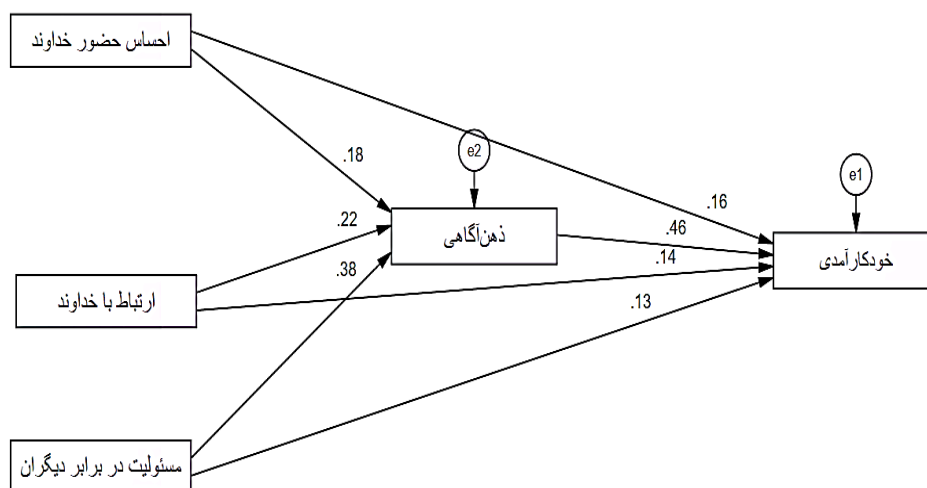 احساس حضور خداوند
e2
e1
.18
.16
.22
ذهن‌آگاهی
.46
خودکارآمدی
.14
.38
ارتباط با خداوند
.13
مسئولیت در برابر دیگران